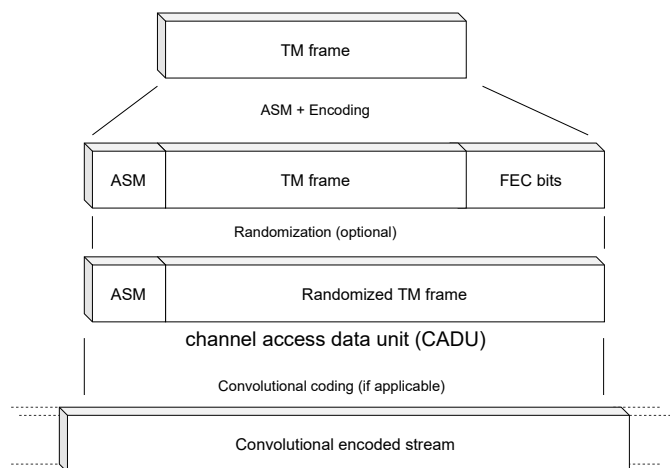 TM frame
ASM + Encoding
ASM TM frame FEC bits
Randomization (optional)
ASM Randomized TM frame
channel access data unit (CADU)
Convolutional coding (if applicable)
Convolutional encoded stream